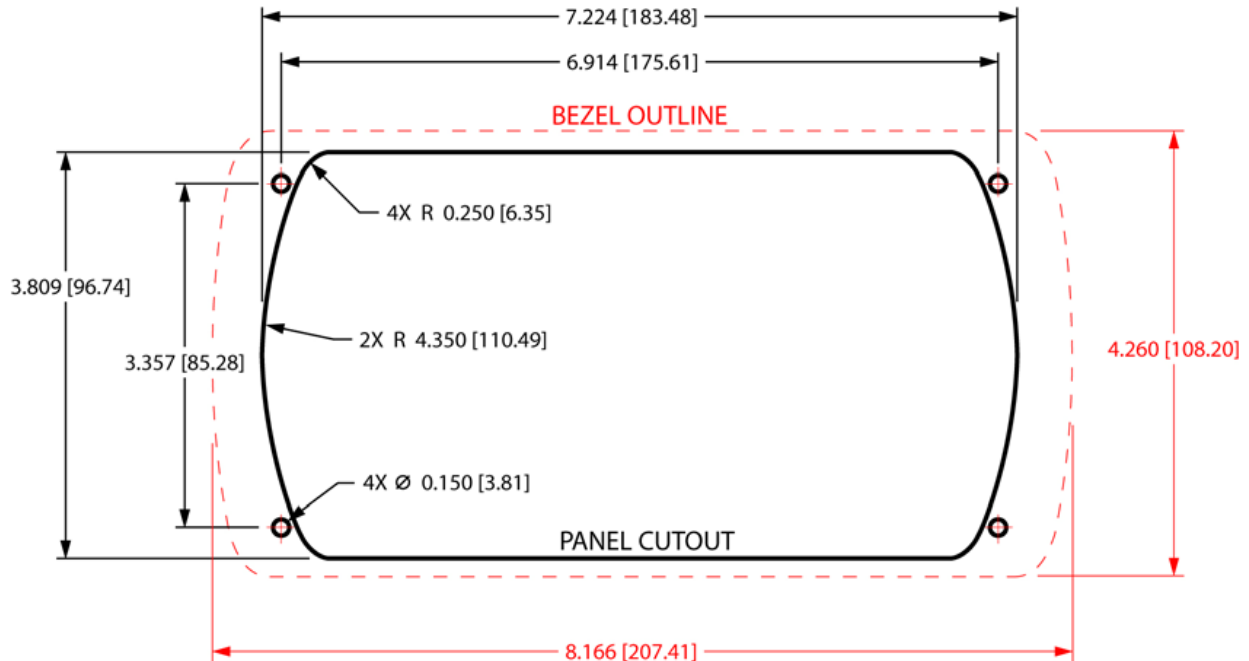 7.224 [183.48]
6.914 [175.61]
BEZEL OUTLINE
4X R 0.250 [6.35]
3.809 [96.74]
2X R 4.350 [110.49]
4.260 [108.20]
3.357 [85.28]
4X Ø 0.150 [3.81]
PANEL CUTOUT
8.166 [207.41]